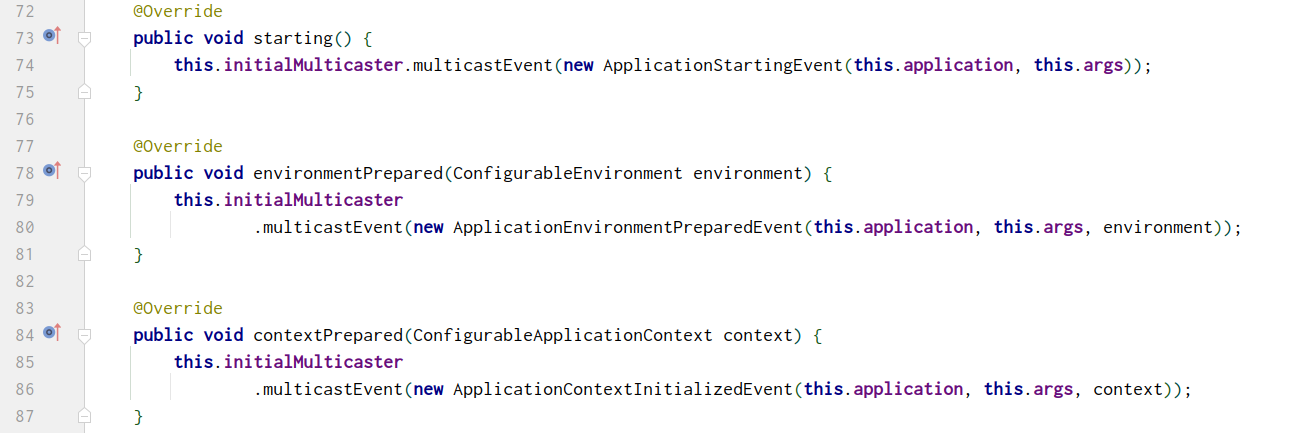 72 @Override
73 public void starting() {
74 this.initialMulticaster.multicastEvent(new ApplicationStartingEvent(this.application, this.args));
75 }
76
77 @Override
78 public void environmentPrepared(ConfigurableEnvironment environment) {
79 this.initialMulticaster
80 .multicastEvent(new ApplicationEnvironmentPreparedEvent(this.application, this.args, environment));
81 }
82
83 @Override
84 public void contextPrepared(ConfigurableApplicationContext context) {
85 this.initialMulticaster
86 .multicastEvent(new ApplicationContextInitializedEvent(this.application, this.args, context));
87 }